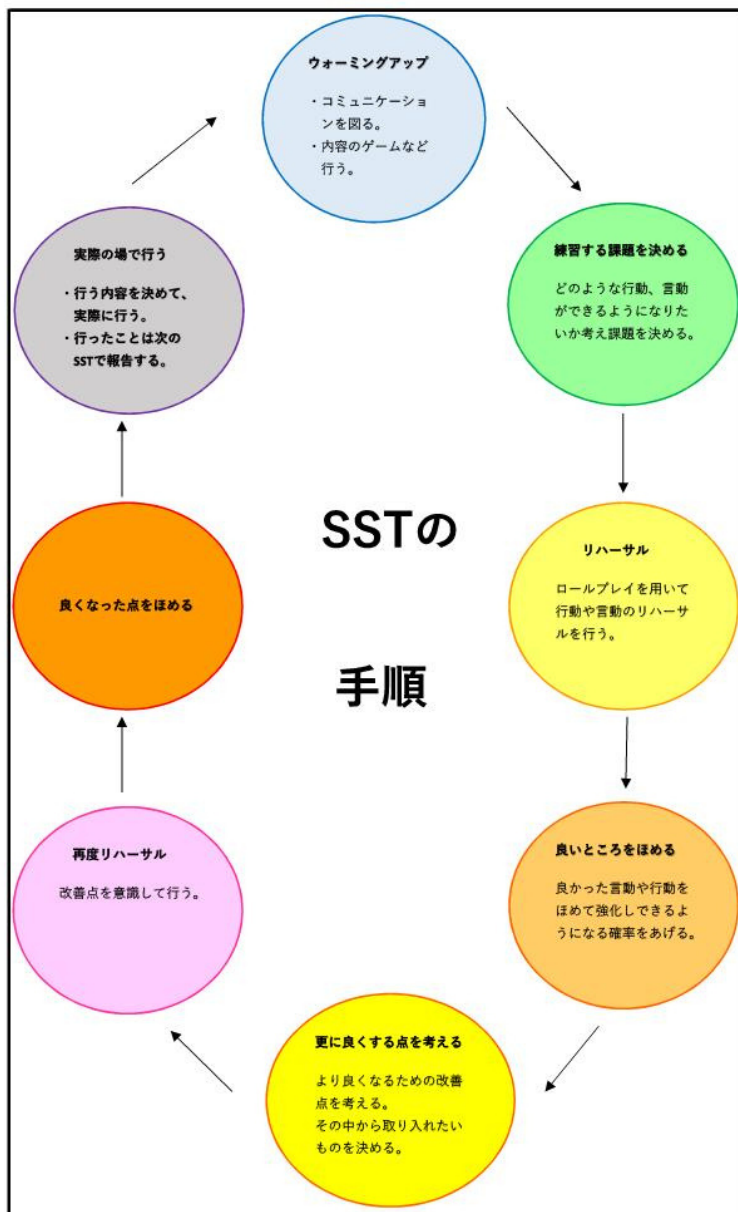 ウォーミングアップ
・コミュニケーショ
ンを図る。
・内容のゲームなど
行う。
練習する課題を決める
どのような行動、言動
ができるようになりた
いか考え課題を決める。
リハーサル
ロールプレイを用いて
行動や言動のリハーサ
ルを行う。
良いところをほめる
良かった言動や行動を
ほめて強化しできるよ
うになる確率をあげる。
更に良くする点を考える
より良くなるための改善
点を考える。
その中から取り入れたい
ものを決める。
再度リハーサル
改善点を意識して行う。
良くなった点をほめる
実際の場で行う
・行う内容を決めて、
実際に行う。
・行ったことは次の
SSTで報告する。
SSTの
手順